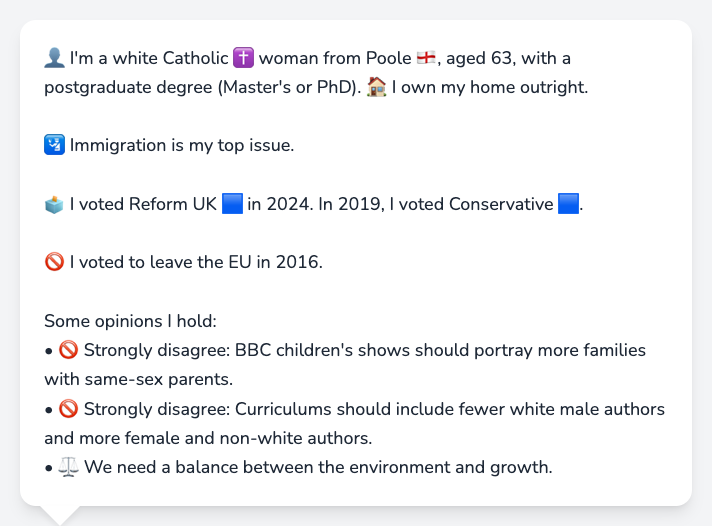 👤 I'm a white Catholic ✝️ woman from Poole 🏴󠁧󠁢󠁥󠁮󠁧󠁿, aged 63, with a
postgraduate degree (Master's or PhD). 🏠 I own my home outright.
🛂 Immigration is my top issue.
🗳️ I voted Reform UK 🟦 in 2024. In 2019, I voted Conservative 🟦.
🚫 I voted to leave the EU in 2016.
Some opinions I hold:
• 🚫 Strongly disagree: BBC children's shows should portray more families
with same-sex parents.
• 🚫 Strongly disagree: Curriculums should include fewer white male authors
and more female and non-white authors.
• ⚖️ We need a balance between the environment and growth.